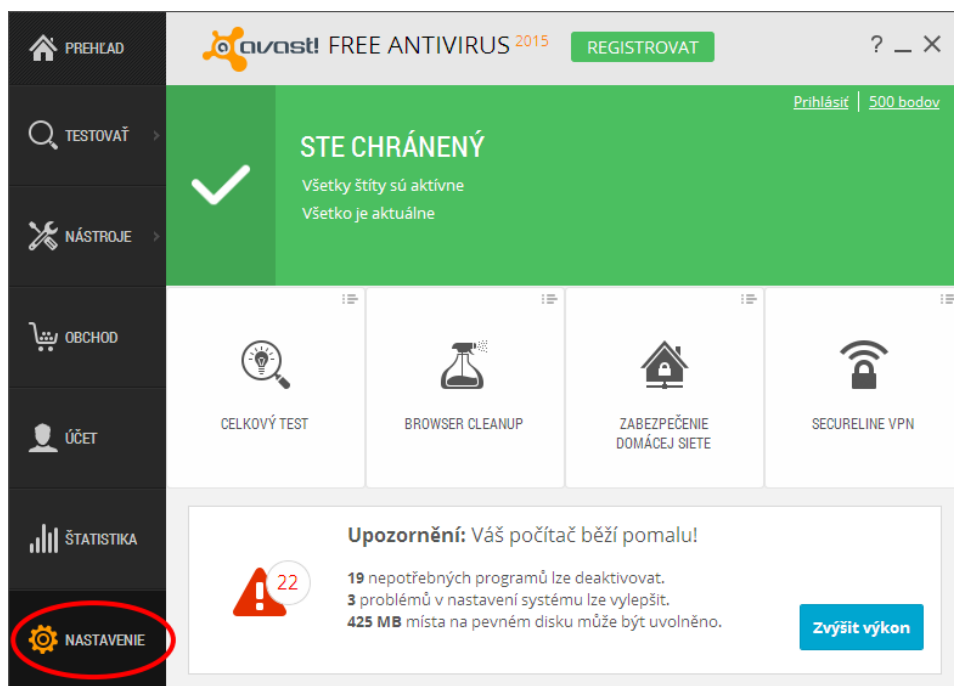 PREHĽAD
avast! FREE ANTIVIRUS 2015
REGISTROVAT
?
Prihlásiť | 500 bodov
TESTOVAŤ
STE CHRÁNENÝ
Všetky štíty sú aktívne
Všetko je aktuálne
NÁSTROJE
OBCHOD
CELKOVÝ TEST
BROWSER CLEANUP
ZABEZPEČENIE
DOMÁCEJ SIETE
SECURELINE VPN
ÚČET
ŠTATISTIKA
Upozornění: Váš počítač běží pomalu!
22
19 nepotřebných programů lze deaktivovat.
3 problémů v nastavení systému lze vylepšit.
425 MB místa na pevném disku může být uvolněno.
Zvýšit výkon
NASTAVENIE